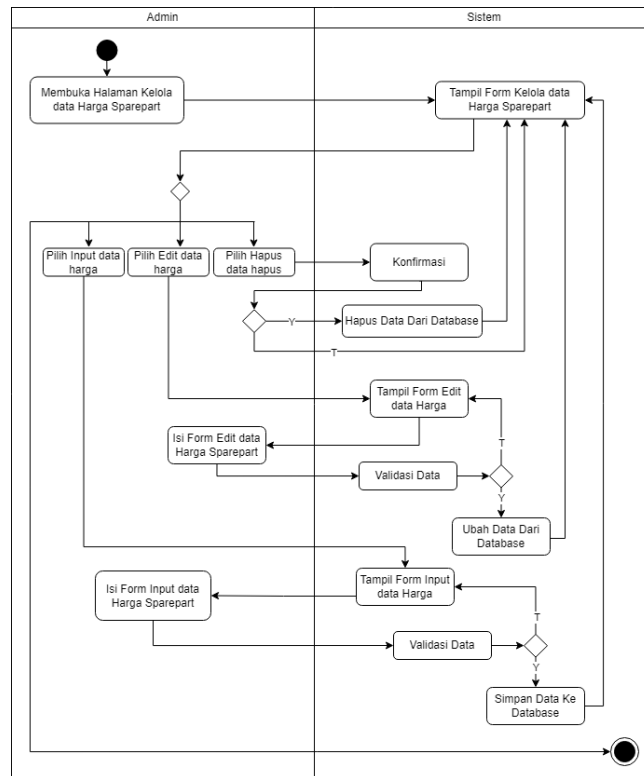 Admin
Sistem
Membuka Halaman Kelola
data Harga Sparepart
Tampil Form Kelola data
Harga Sparepart
Pilih Input data
harga
Pilih Edit data
harga
Pilih Hapus
data hapus
Konfirmasi
Y
Hapus Data Dari Database
T
Tampil Form Edit
data Harga
Isi Form Edit data
Harga Sparepart
T
Validasi Data
Y
Ubah Data Dari
Database
Tampil Form Input
data Harga
Isi Form Input data
Harga Sparepart
T
Validasi Data
Y
Simpan Data Ke
Database